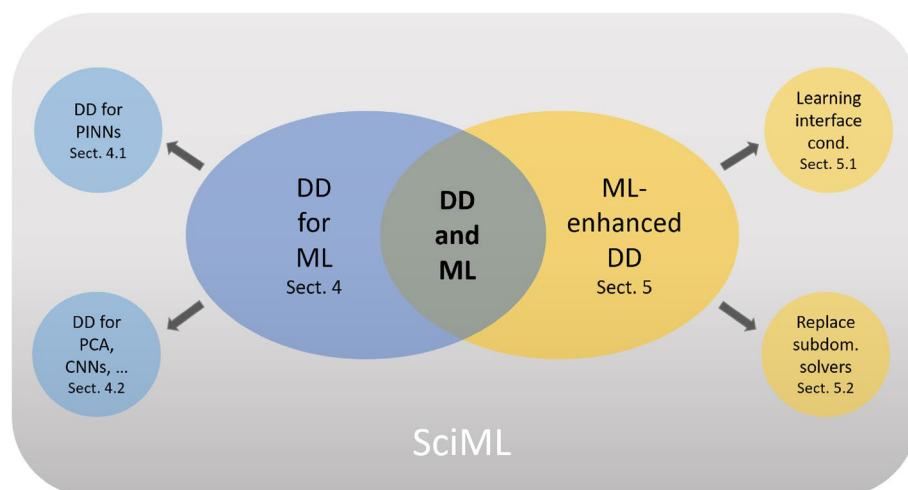 DD for
PINNs
Sect. 4.1
DD for
PCA,
CNNs, ...
Sect. 4.2
DD
for
ML
Sect. 4
DD
and
ML
ML-
enhanced
DD
Sect. 5
Learning
interface
cond.
Sect. 5.1
Replace
subdom.
solvers
Sect. 5.2
SciML